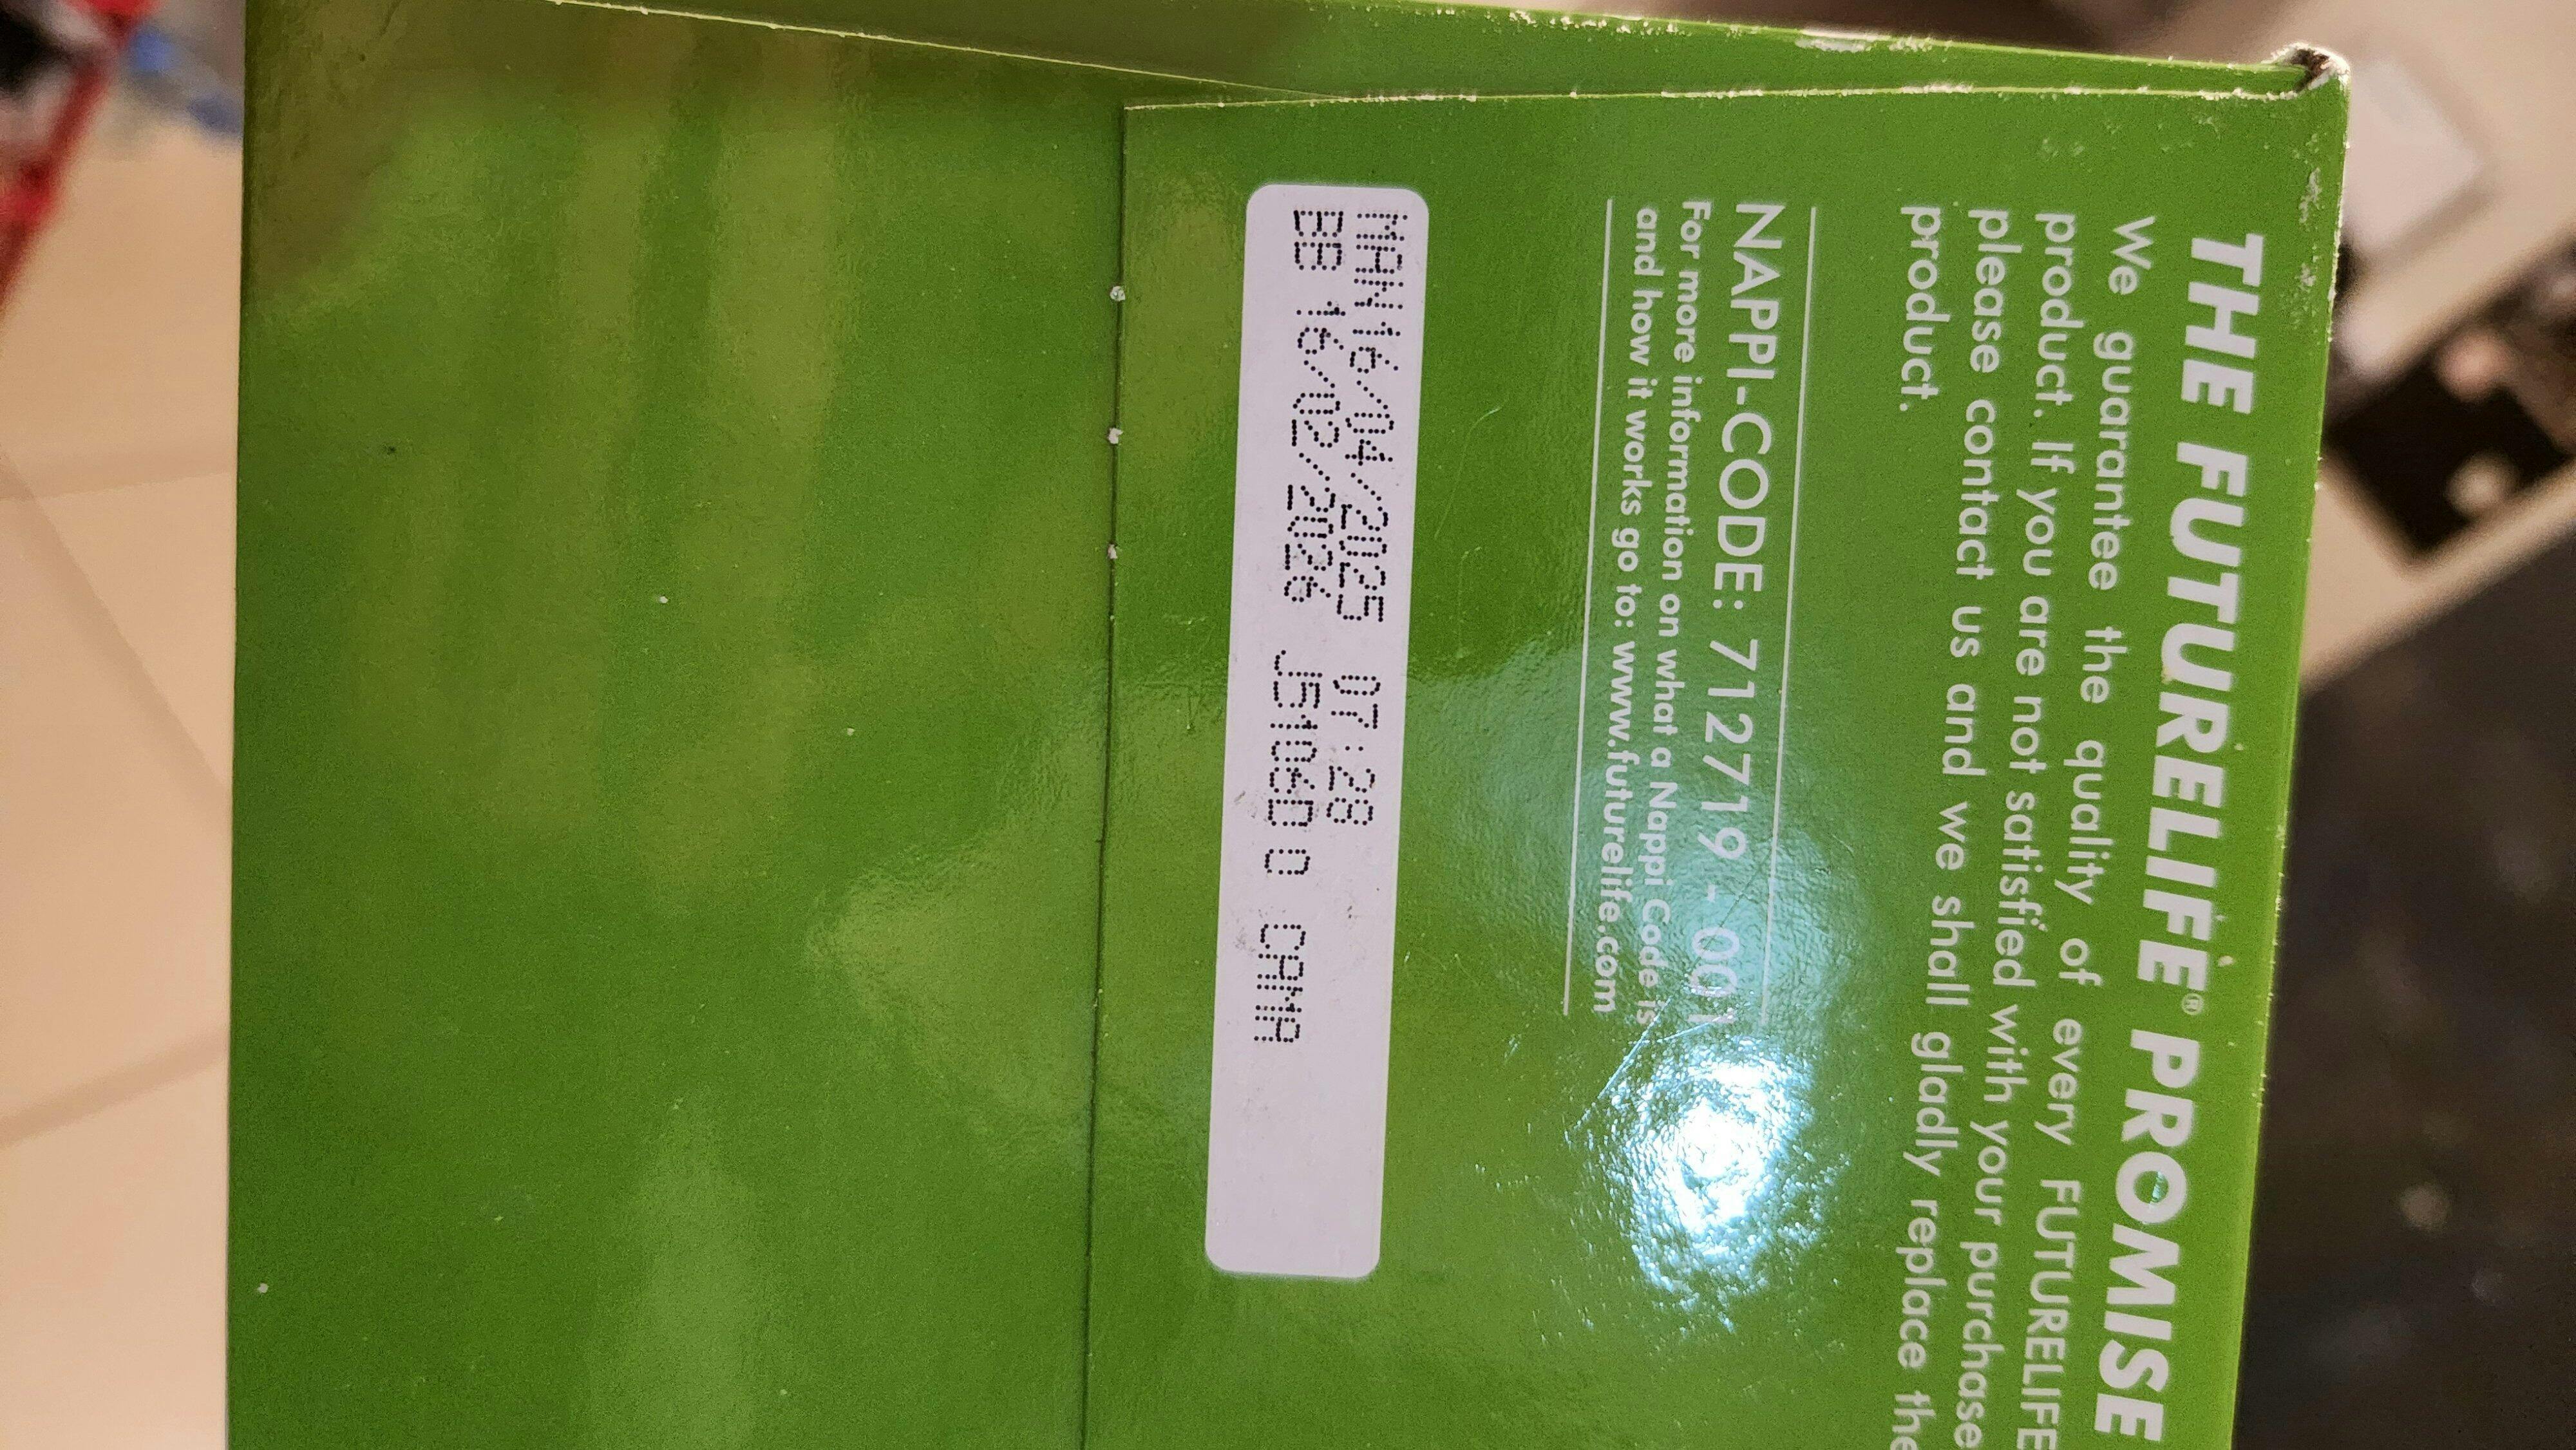 THE FUTURELIFE® PROMISE
We guarantee the quality of every FUTURELIFE
product. If you are not satisfied with your purchase
please contact us and we shall gladly replace the
product.
NAPPI-CODE: 712719 - 001
For more information on what a Nappi Code is
and how it works go to: www.futurelife.com
MAN16/04/2025 07:28
BB 16/02/2026 J5106D 0 CAMA